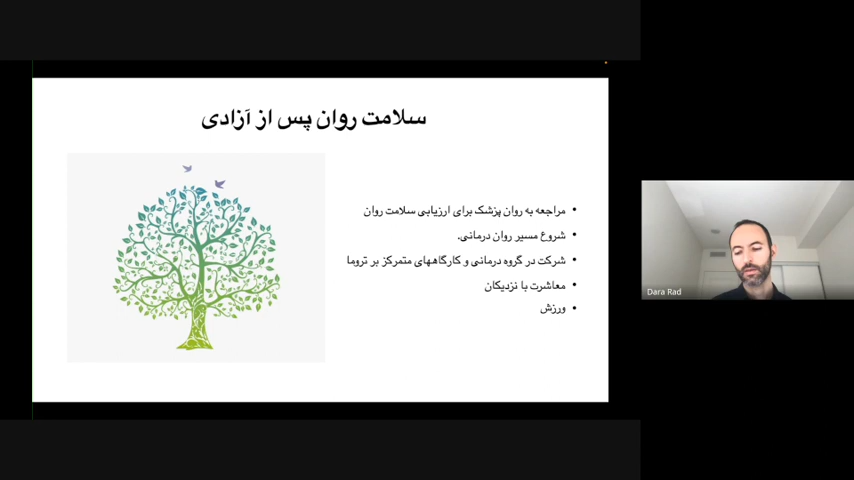 سلامت روان پس از آزادی
• مراجعه به روان پزشک برای ارزیابی سلامت روان
• شروع مسیر روان درمانی.
• شرکت در گروه درمانی و کارگاههای متمرکز بر تروما
• معاشرت با نزدیکان
• ورزش
Dara Rad